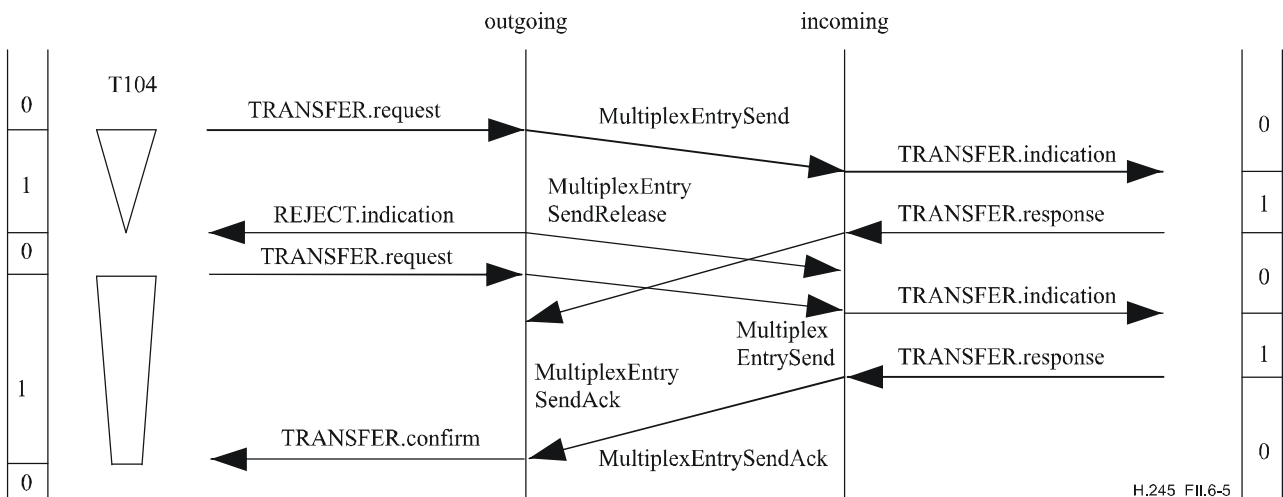 outgoing
incoming
T104
0
TRANSFER.request
MultiplexEntrySend
0
TRANSFER.indication
1
MultiplexEntry
SendRelease
REJECT.indication
TRANSFER.response
1
0
TRANSFER.request
TRANSFER.indication
0
Multiplex
EntrySend
TRANSFER.response
1
MultiplexEntry
SendAck
1
TRANSFER.confirm
MultiplexEntrySendAck
0
0
H.245_FII.6-5